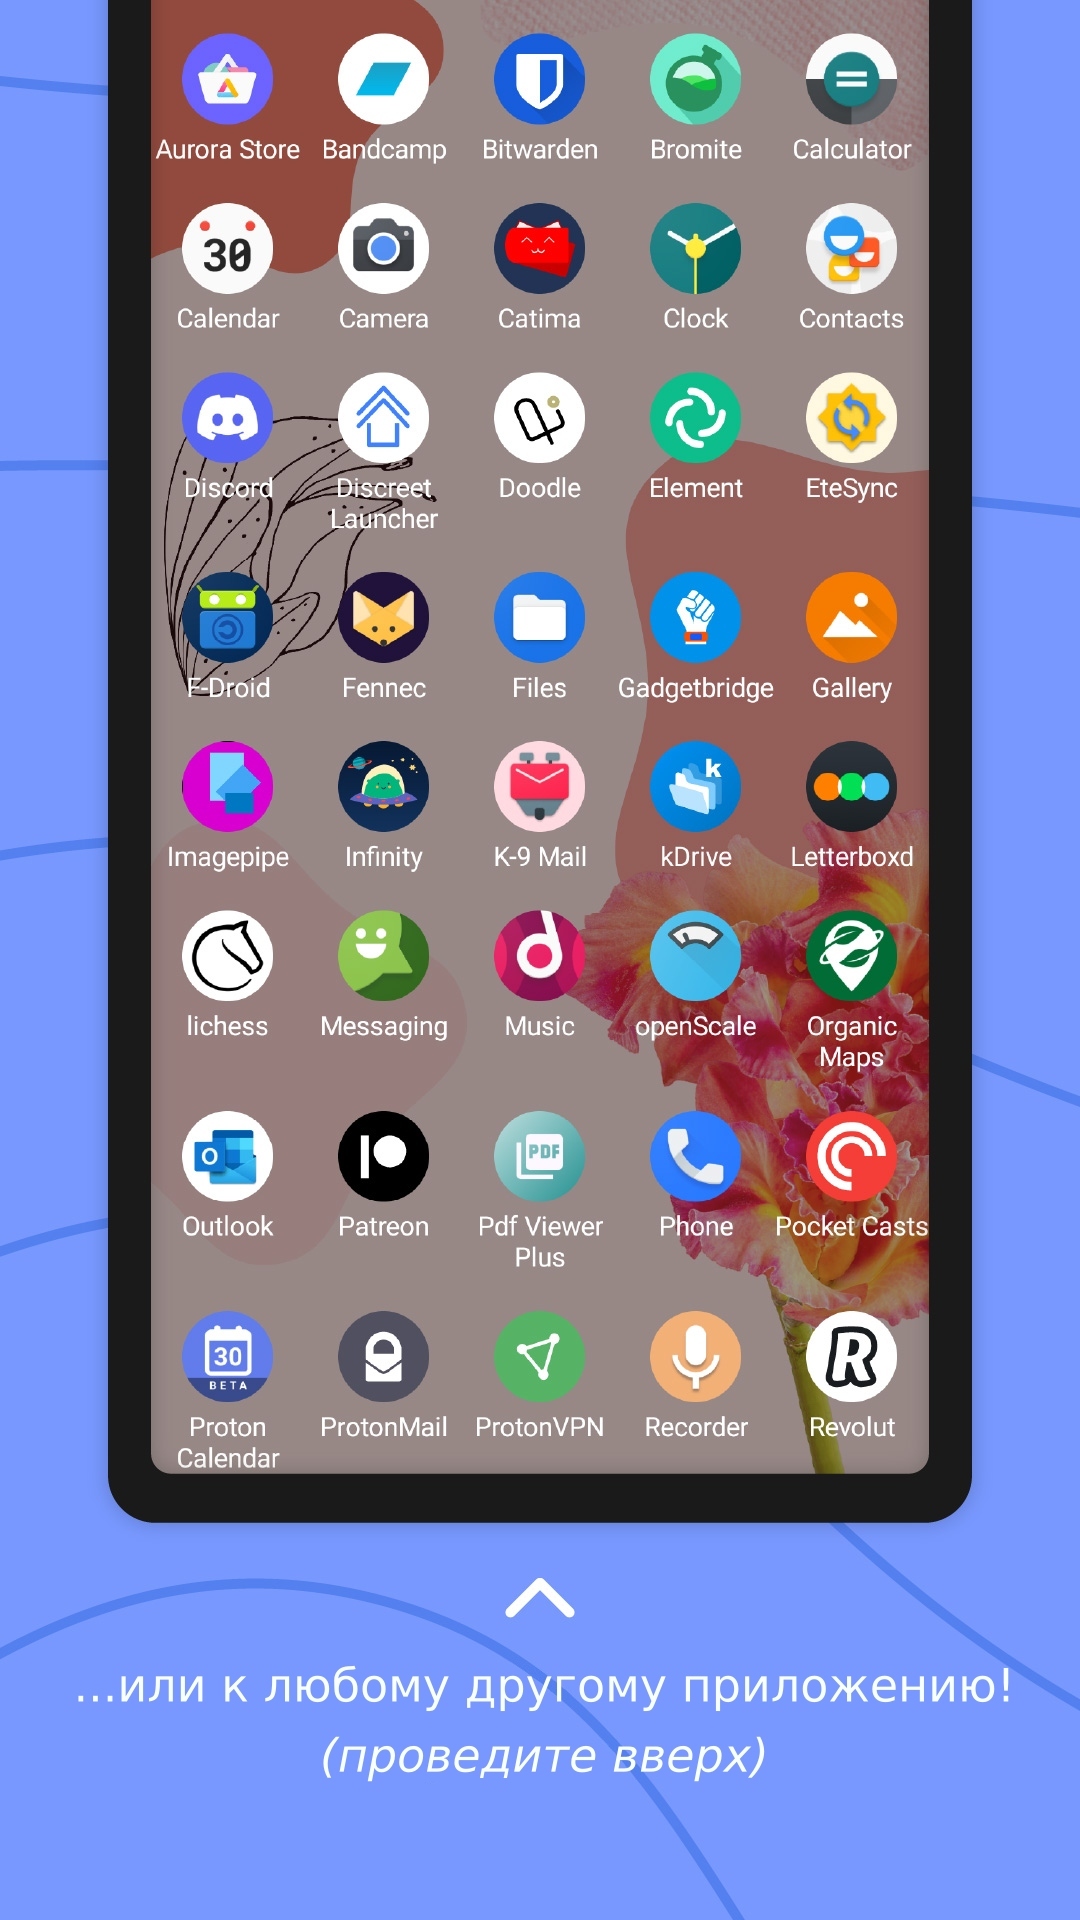 Aurora Store Bandcamp Bitwarden Bromite Calculator
30
Calendar Camera Catima Clock Contacts
Discord Discreet Launcher Doodle Element EteSync
F-Droid Fennec Files Gadgetbridge Gallery
k
Imagepipe Infinity K-9 Mail kDrive Letterboxd
lichess Messaging Music openScale Organic Maps
O PDF
Outlook Patreon Pdf Viewer Plus Phone Pocket Casts
30 BETA R
Proton Calendar ProtonMail ProtonVPN Recorder Revolut
...или к любому другому приложению!
(проведите вверх)